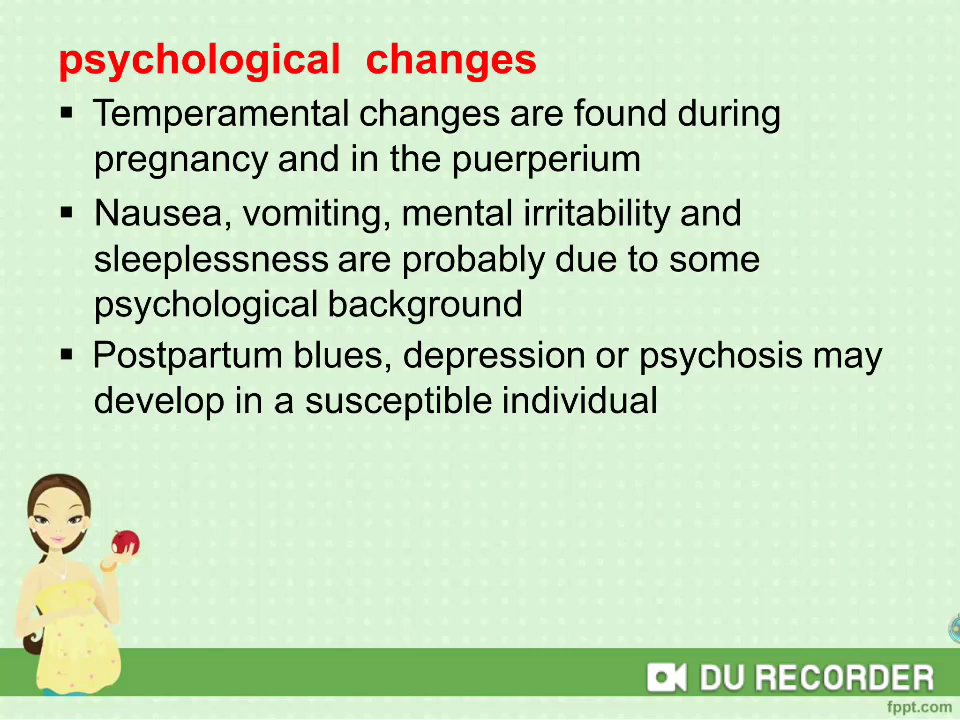 psychological changes
▪ Temperamental changes are found during
pregnancy and in the puerperium
▪ Nausea, vomiting, mental irritability and
sleeplessness are probably due to some
psychological background
▪ Postpartum blues, depression or psychosis may
develop in a susceptible individual
DU RECORDER
fppt.com